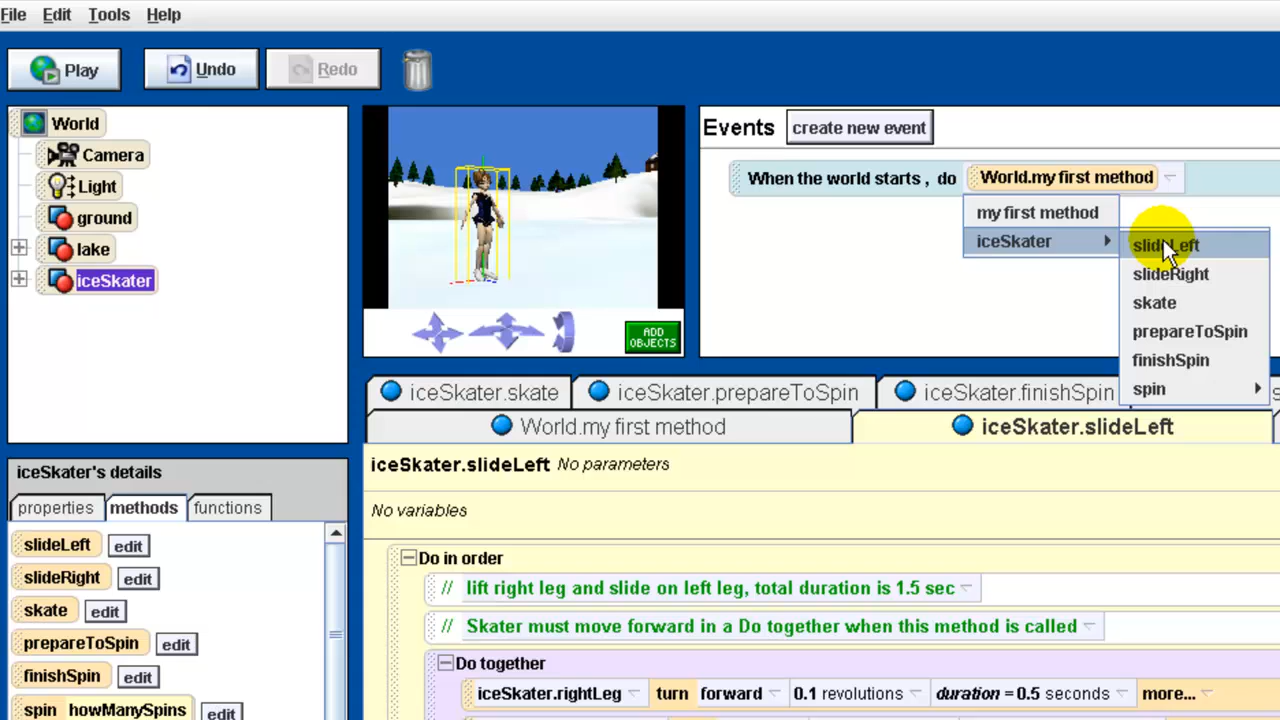 File Edit Tools Help
Play Undo Redo
World
Camera
Light
ground
lake
iceSkater
ADD
OBJECTS
Events create new event
When the world starts , do World.my first method
my first method
iceSkater
slideLeft
slideRight
skate
prepareToSpin
finishSpin
spin
iceSkater.skate iceSkater.prepareToSpin iceSkater.finishSpin
World.my first method iceSkater.slideLeft
iceSkater.slideLeft No parameters
No variables
Do in order
// lift right leg and slide on left leg, total duration is 1.5 sec
// Skater must move forward in a Do together when this method is called
Do together
iceSkater.rightLeg turn forward 0.1 revolutions duration = 0.5 seconds more...
iceSkater's details
properties methods functions
slideLeft edit
slideRight edit
skate edit
prepareToSpin edit
finishSpin edit
spin howManySpins edit